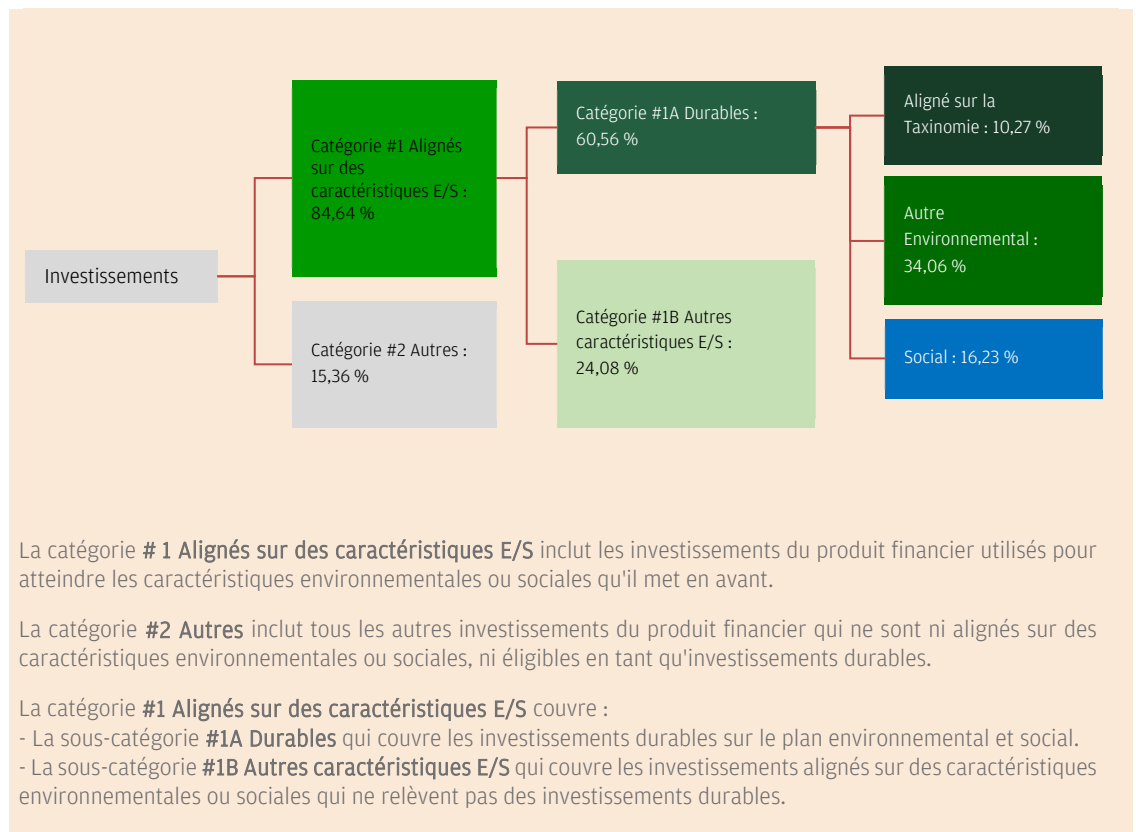 Investissements
Catégorie #1 Alignés
sur des
caractéristiques E/S :
84,64 %
Catégorie #2 Autres :
15,36 %
Catégorie #1A Durables :
60,56 %
Catégorie #1B Autres
caractéristiques E/S :
24,08 %
Aligné sur la
Taxinomie : 10,27 %
Autre
Environnemental :
34,06 %
Social : 16,23 %
La catégorie # 1 Alignés sur des caractéristiques E/S inclut les investissements du produit financier utilisés pour
atteindre les caractéristiques environnementales ou sociales qu'il met en avant.
La catégorie #2 Autres inclut tous les autres investissements du produit financier qui ne sont ni alignés sur des
caractéristiques environnementales ou sociales, ni éligibles en tant qu'investissements durables.
La catégorie #1 Alignés sur des caractéristiques E/S couvre :
- La sous-catégorie #1A Durables qui couvre les investissements durables sur le plan environnemental et social.
- La sous-catégorie #1B Autres caractéristiques E/S qui couvre les investissements alignés sur des caractéristiques
environnementales ou sociales qui ne relèvent pas des investissements durables.